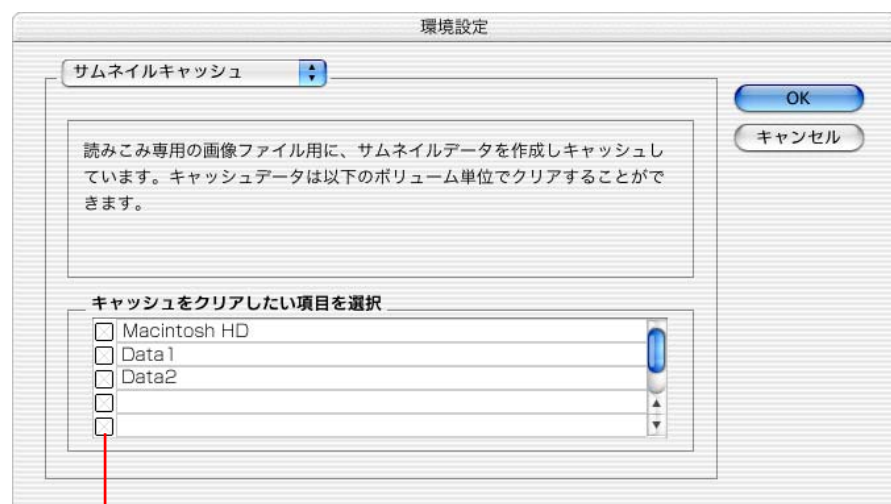 環境設定
サムネイルキャッシュ
OK
キャンセル
読みこみ専用の画像ファイル用に、サムネイルデータを作成しキャッシュし
ています。キャッシュデータは以下のボリューム単位でクリアすることがで
きます。
キャッシュをクリアしたい項目を選択
Macintosh HD
Data1
Data2